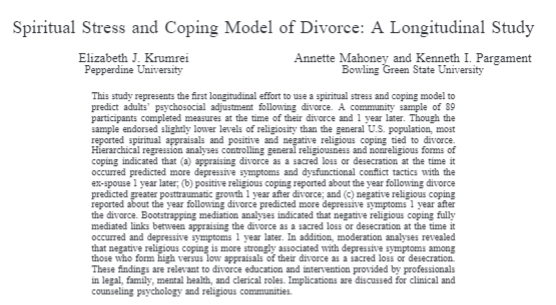 Spiritual Stress and Coping Model of Divorce: A Longitudinal Study
Elizabeth J. Krumrei
Pepperdine University
Annette Mahoney and Kenneth I. Pargament
Bowling Green State University
This study represents the first longitudinal effort to use a spiritual stress and coping model to
predict adults' psychosocial adjustment following divorce. A community sample of 89
participants completed measures at the time of their divorce and 1 year later. Though the
sample endorsed slightly lower levels of religiosity than the general U.S. population, most
reported spiritual appraisals and positive and negative religious coping tied to divorce.
Hierarchical regression analyses controlling general religiousness and nonreligious forms of
coping indicated that (a) appraising divorce as a sacred loss or desecration at the time it
occurred predicted more depressive symptoms and dysfunctional conflict tactics with the
ex-spouse 1 year later; (b) positive religious coping reported about the year following divorce
predicted greater posttraumatic growth 1 year after divorce; and (c) negative religious coping
reported about the year following divorce predicted more depressive symptoms 1 year after
the divorce. Bootstrapping mediation analyses indicated that negative religious coping fully
mediated links between appraising the divorce as a sacred loss or desecration at the time it
occurred and depressive symptoms 1 year later. In addition, moderation analyses revealed
that negative religious coping is more strongly associated with depressive symptoms among
those who form high versus low appraisals of their divorce as a sacred loss or desecration.
These findings are relevant to divorce education and intervention provided by professionals
in legal, family, mental health, and clerical roles. Implications are discussed for clinical and
counseling psychology and religious communities.